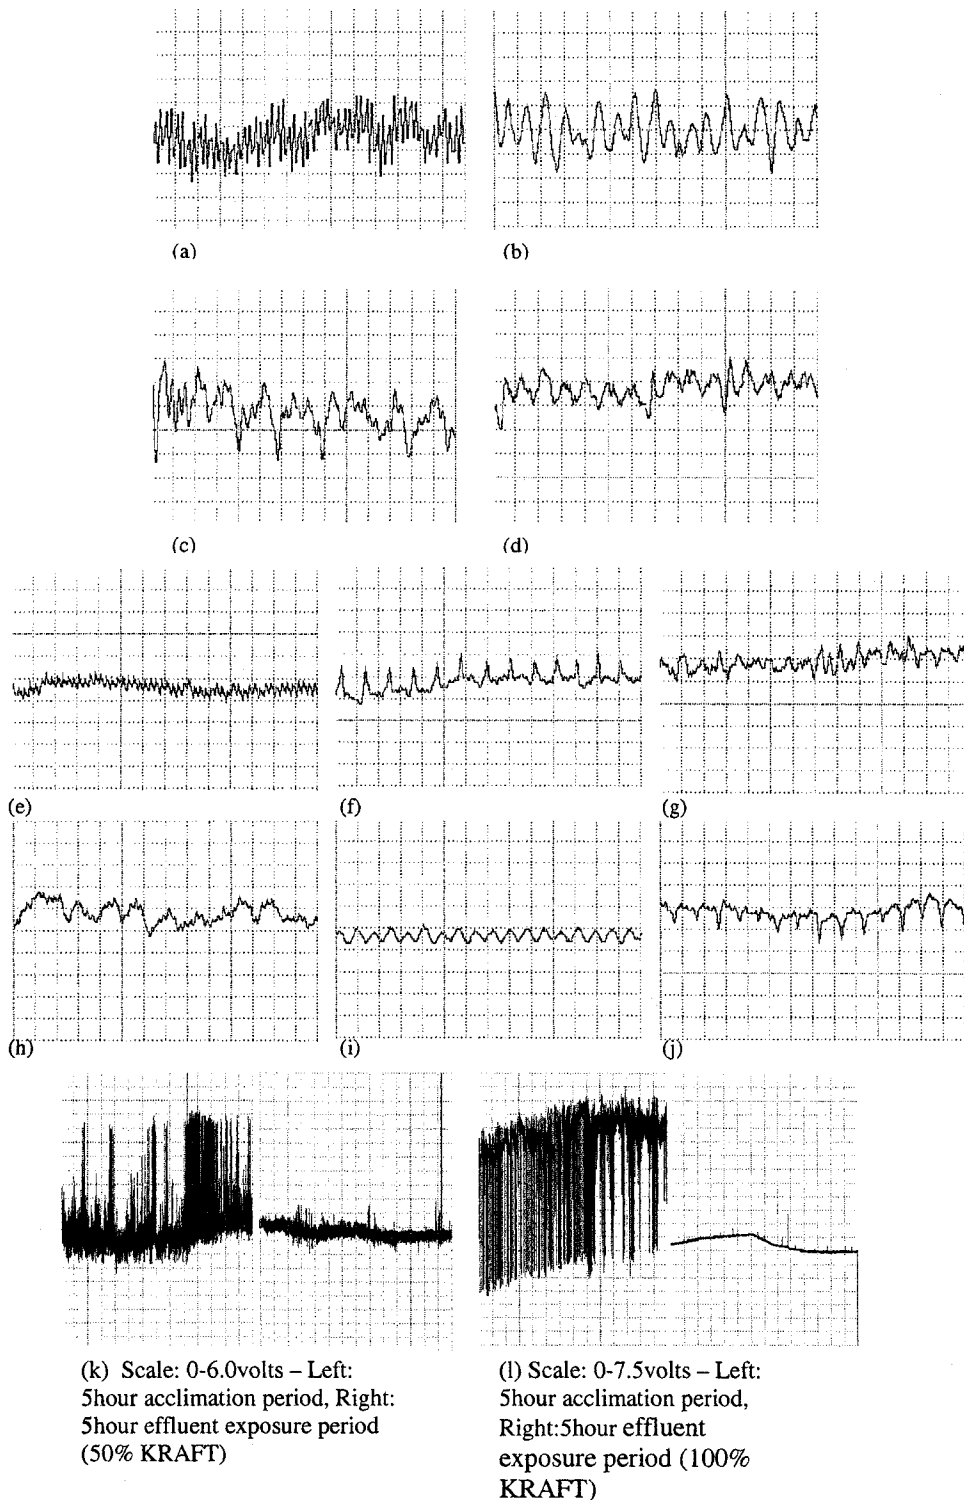 (a)
(b)
(c)
(d)
(e)
(f)
(g)
(h)
(i)
(j)
(k) Scale: 0-6.0volts – Left:
5hour acclimation period, Right:
5hour effluent exposure period
(50% KRAFT)
(l) Scale: 0-7.5volts – Left:
5hour acclimation period,
Right:5hour effluent
exposure period (100%
KRAFT)